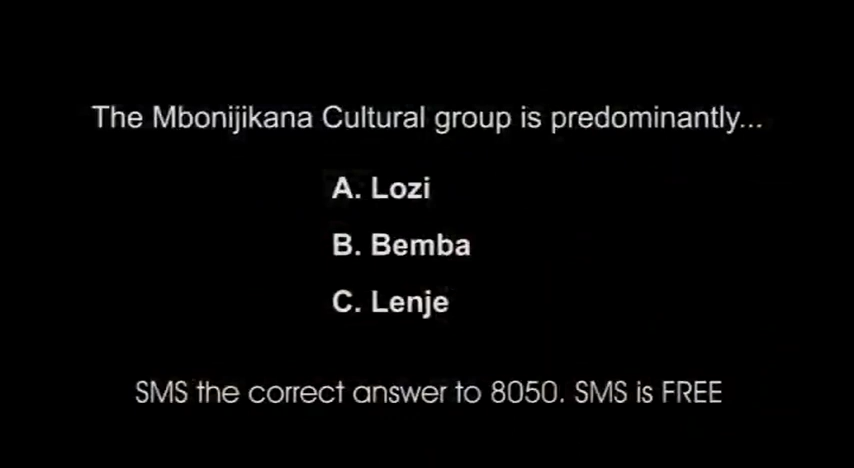 The Mbonijikana Cultural group is predominantly...
A. Lozi
B. Bemba
C. Lenje
SMS the correct answer to 8050. SMS is FREE